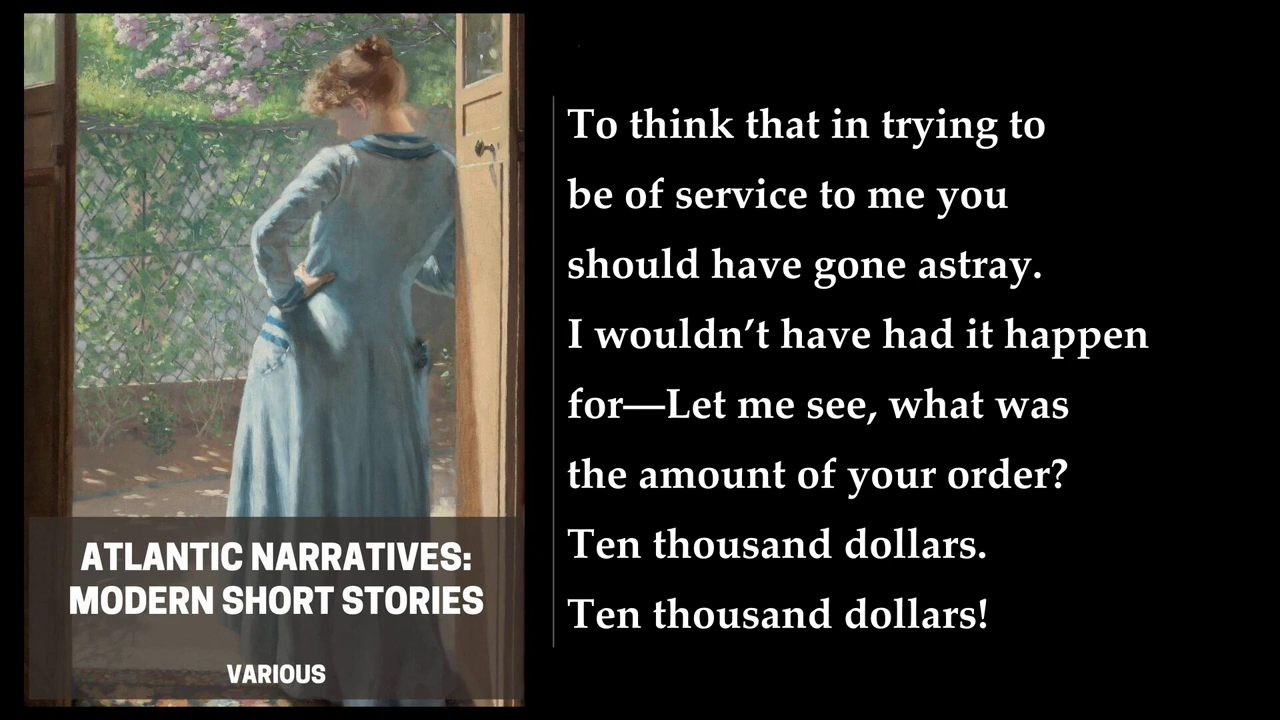 ATLANTIC NARRATIVES:
MODERN SHORT STORIES
VARIOUS
To think that in trying to
be of service to me you
should have gone astray.
I wouldn’t have had it happen
for—Let me see, what was
the amount of your order?
Ten thousand dollars.
Ten thousand dollars!